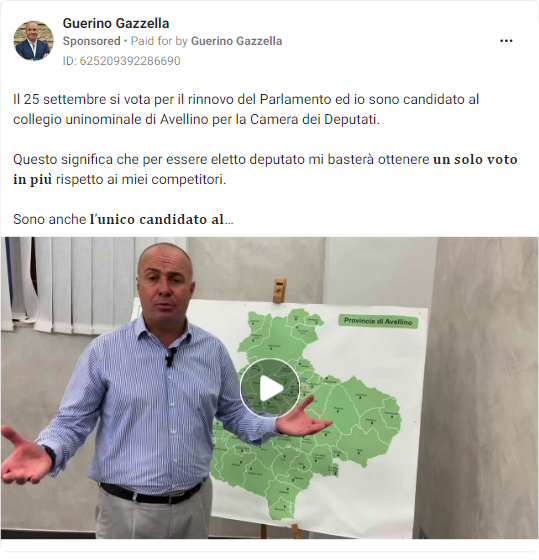 Guerino Gazzella
Sponsored • Paid for by Guerino Gazzella
ID: 625209392286690
Il 25 settembre si vota per il rinnovo del Parlamento ed io sono candidato al
collegio uninominale di Avellino per la Camera dei Deputati.
Questo significa che per essere eletto deputato mi basterà ottenere un solo voto
in più rispetto ai miei competitori.
Sono anche l'unico candidato al...
Provincia di Avellino